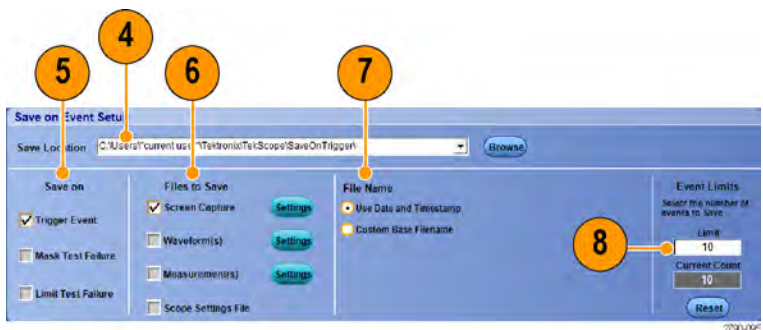 4
5
6
7
Save on Event Setup
Save Location C:\Users\"current user"\Tektronix\TekScope\SaveOnTrigger\ Browse
Save on
Trigger Event
Mask Test Failure
Limit Test Failure
Files to Save
Screen Capture Settings
Waveform(s) Settings
Measurement(s) Settings
Scope Settings File
File Name
Use Date and Timestamp
Custom Base Filename
8
Event Limits
Select the number of
events to Save
Limit
10
Current Count
10
Reset
2790-095